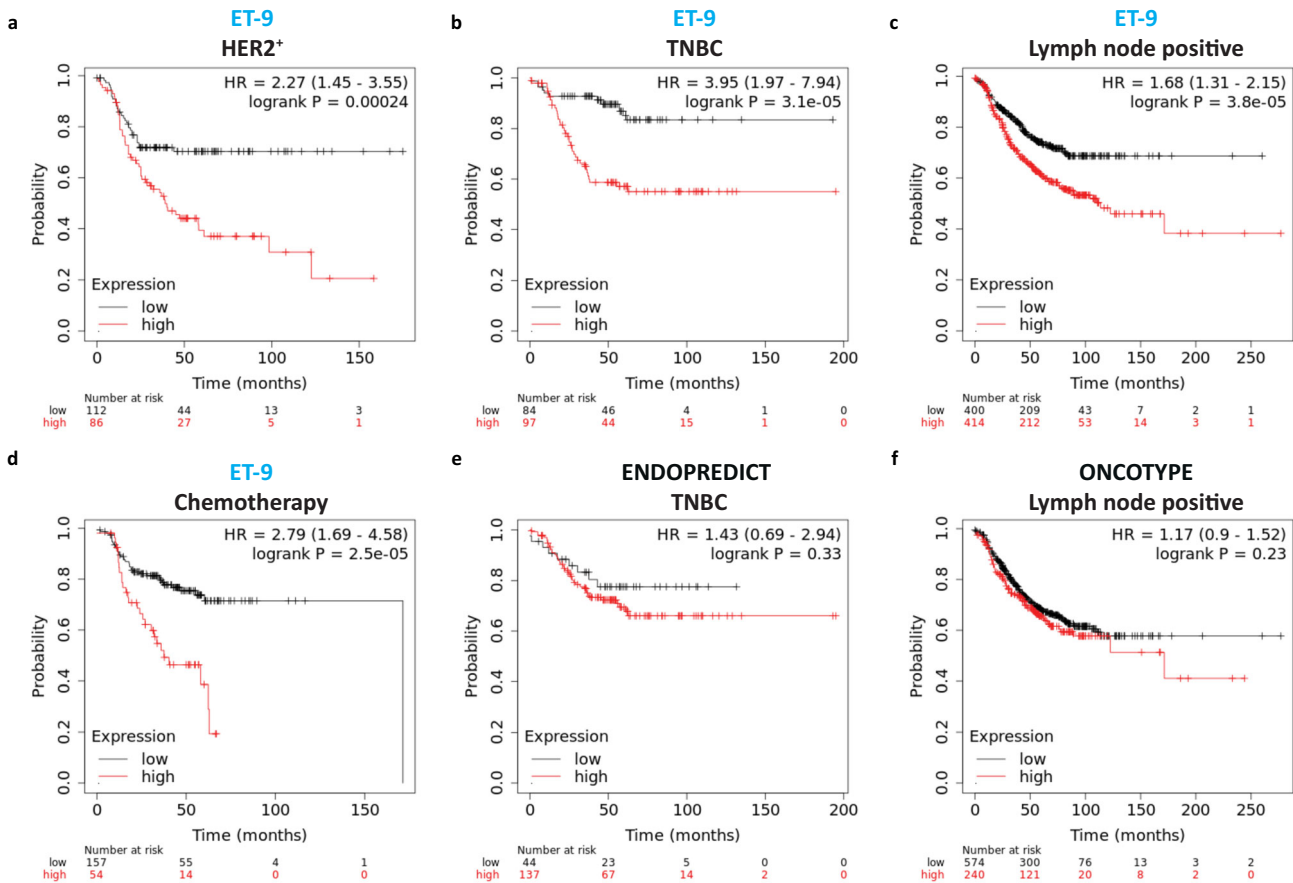 a
ET-9
HER2⁺
HR = 2.27 (1.45 - 3.55)
logrank P = 0.00024
Probability
1.0
0.8
0.6
0.4
0.2
0.0
Expression
low
high
0 50 100 150
Time (months)
Number at risk
low 112 44 13 3
high 86 27 5 1
b
ET-9
TNBC
HR = 3.95 (1.97 - 7.94)
logrank P = 3.1e-05
Probability
1.0
0.8
0.6
0.4
0.2
0.0
Expression
low
high
0 50 100 150 200
Time (months)
Number at risk
low 84 46 4 1 0
high 97 44 15 1 0
c
ET-9
Lymph node positive
HR = 1.68 (1.31 - 2.15)
logrank P = 3.8e-05
Probability
1.0
0.8
0.6
0.4
0.2
0.0
Expression
low
high
0 50 100 150 200 250
Time (months)
Number at risk
low 400 209 43 7 2 1
high 414 212 53 14 3 1
d
ET-9
Chemotherapy
HR = 2.79 (1.69 - 4.58)
logrank P = 2.5e-05
Probability
1.0
0.8
0.6
0.4
0.2
0.0
Expression
low
high
0 50 100 150
Time (months)
Number at risk
low 157 55 4 1
high 54 14 0 0
e
ENDOPREDICT
TNBC
HR = 1.43 (0.69 - 2.94)
logrank P = 0.33
Probability
1.0
0.8
0.6
0.4
0.2
0.0
Expression
low
high
0 50 100 150 200
Time (months)
Number at risk
low 44 23 5 0 0
high 137 67 14 2 0
f
ONCOTYPE
Lymph node positive
HR = 1.17 (0.9 - 1.52)
logrank P = 0.23
Probability
1.0
0.8
0.6
0.4
0.2
0.0
Expression
low
high
0 50 100 150 200 250
Time (months)
Number at risk
low 574 300 76 13 3 2
high 240 121 20 8 2 0